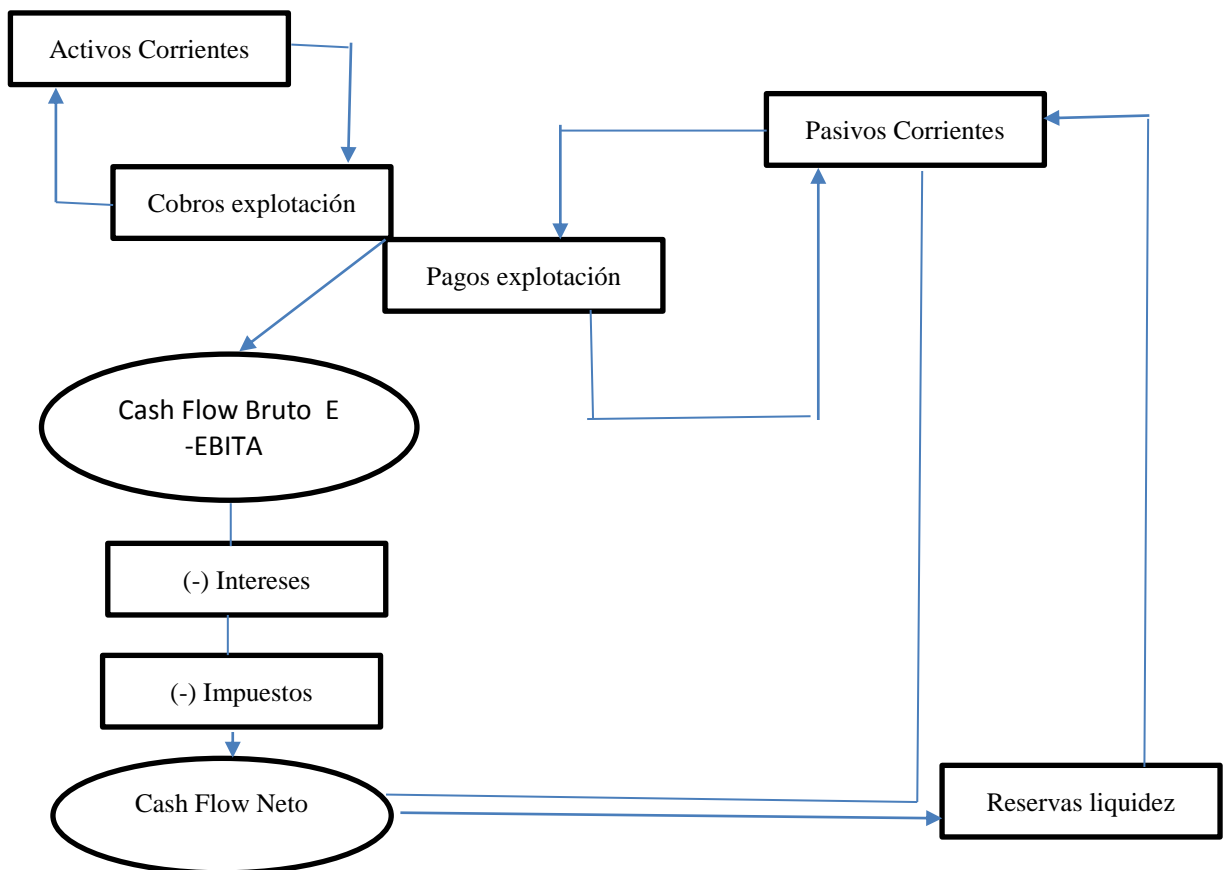 Activos Corrientes
Pasivos Corrientes
Cobros explotación
Pagos explotación
Cash Flow Bruto E
-EBITA
(-) Intereses
(-) Impuestos
Cash Flow Neto
Reservas liquidez